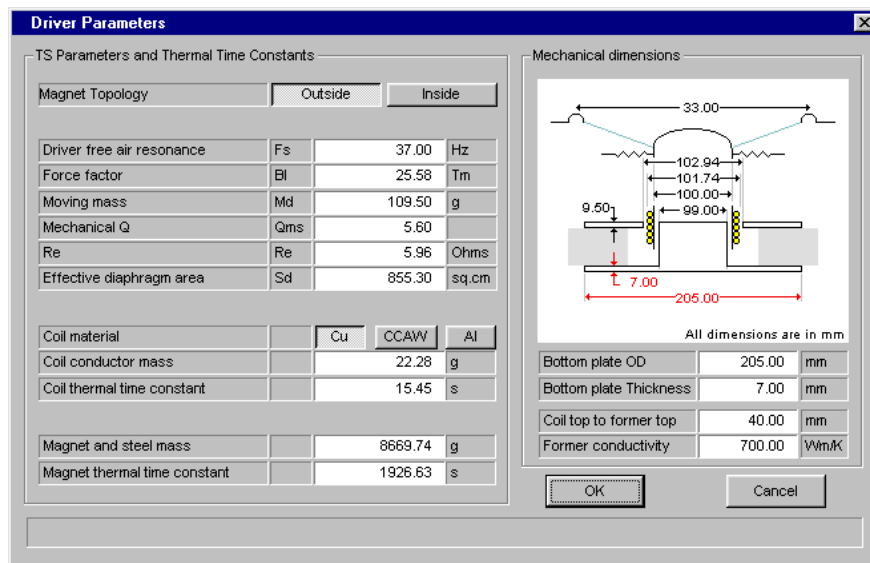 Driver Parameters
TS Parameters and Thermal Time Constants
Magnet Topology Outside Inside
Driver free air resonance Fs 37.00 Hz
Force factor Bl 25.58 Tm
Moving mass Md 109.50 g
Mechanical Q Qms 5.60
Re Re 5.96 Ohms
Effective diaphragm area Sd 855.30 sq.cm
Coil material Cu CCAW Al
Coil conductor mass 22.28 g
Coil thermal time constant 15.45 s
Magnet and steel mass 8669.74 g
Magnet thermal time constant 1926.63 s
Mechanical dimensions
33.00
102.94
101.74
100.00
9.50
99.00
7.00
205.00
All dimensions are in mm
Bottom plate OD 205.00 mm
Bottom plate Thickness 7.00 mm
Coil top to former top 40.00 mm
Former conductivity 700.00 W/m/K
OK Cancel